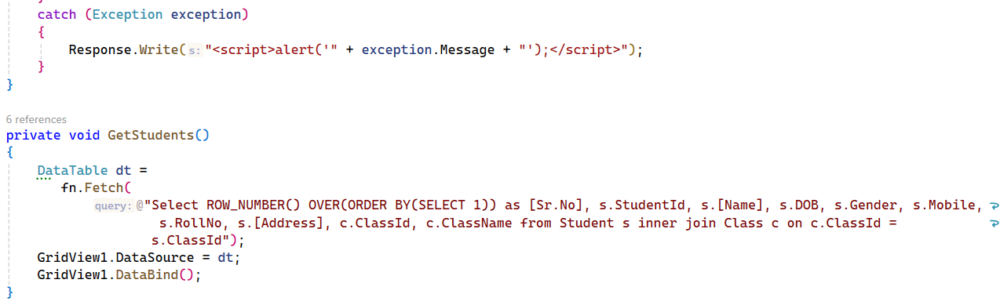 }
catch (Exception exception)
{
Response.Write(s:"<script>alert('" + exception.Message + "');</script>");
}
}
6 references
private void GetStudents()
{
DataTable dt =
fn.Fetch(
query:@"Select ROW_NUMBER() OVER(ORDER BY(SELECT 1)) as [Sr.No], s.StudentId, s.[Name], s.DOB, s.Gender, s.Mobile,
s.RollNo, s.[Address], c.ClassId, c.ClassName from Student s inner join Class c on c.ClassId =
s.ClassId");
GridView1.DataSource = dt;
GridView1.DataBind();
}